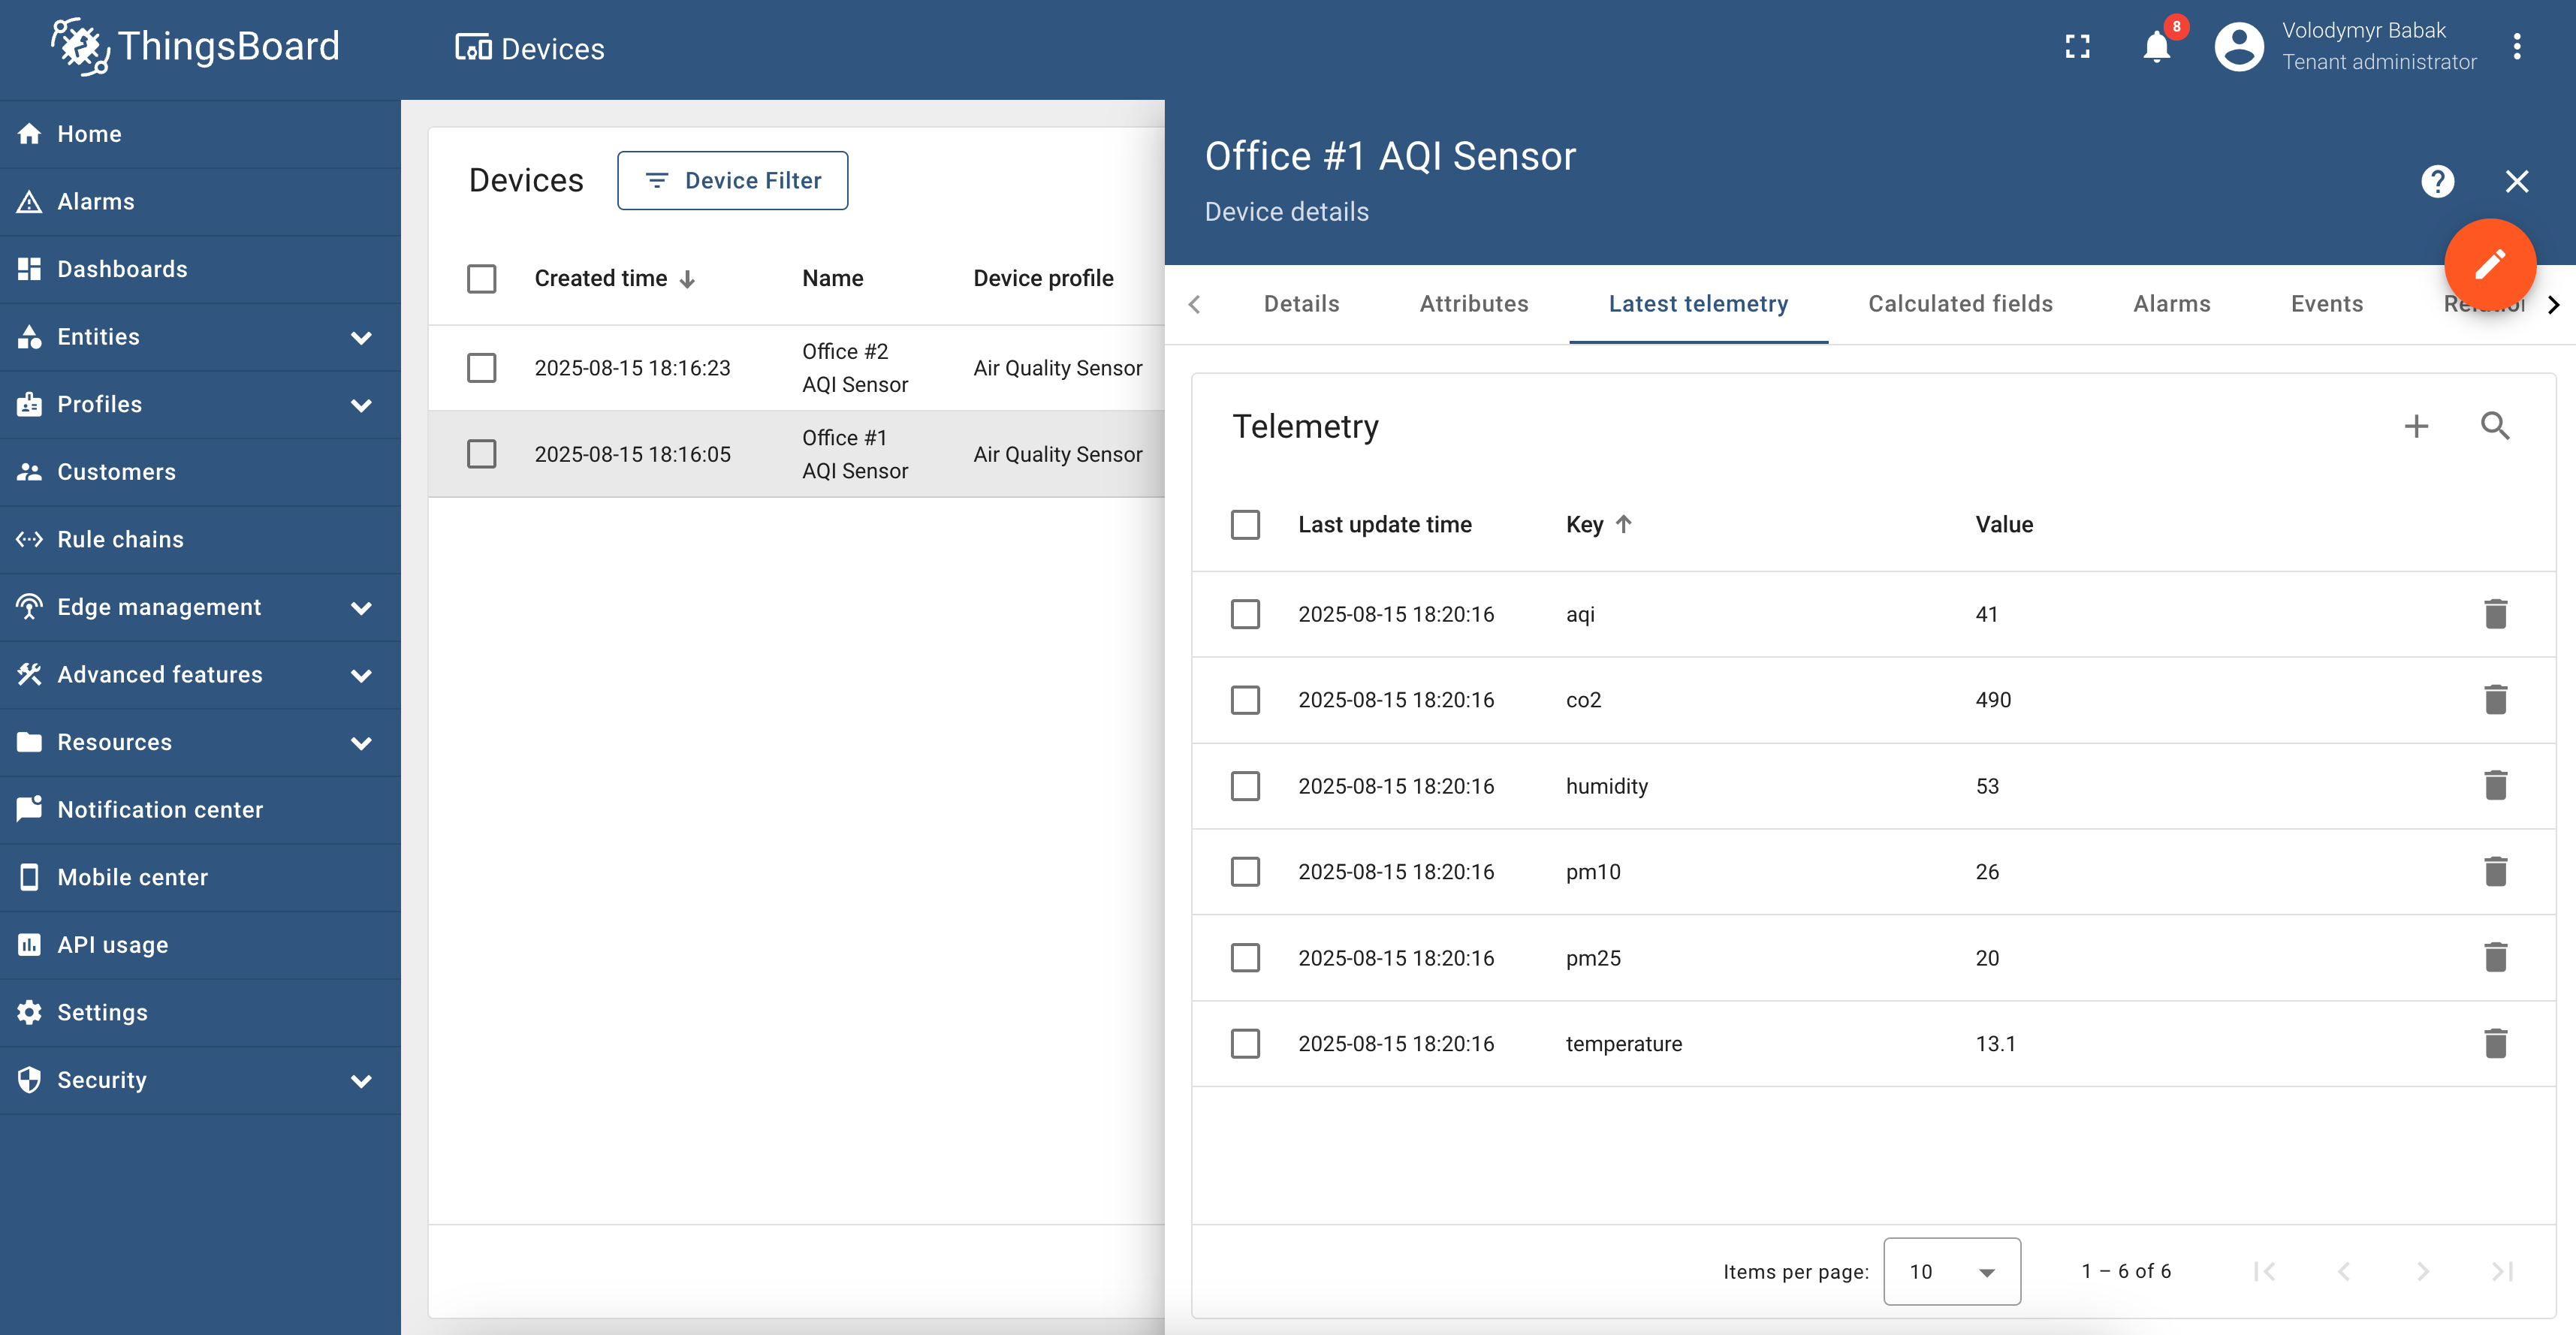 ThingsBoard
Devices
8
Volodymyr Babak
Tenant administrator
Home
Alarms
Dashboards
Entities
Profiles
Customers
Rule chains
Edge management
Advanced features
Resources
Notification center
Mobile center
API usage
Settings
Security
Devices
Device Filter
Created time Name Device profile
2025-08-15 18:16:23 Office #2 AQI Sensor Air Quality Sensor
2025-08-15 18:16:05 Office #1 AQI Sensor Air Quality Sensor
Office #1 AQI Sensor
Device details
Details Attributes Latest telemetry Calculated fields Alarms Events
Telemetry
Last update time Key Value
2025-08-15 18:20:16 aqi 41
2025-08-15 18:20:16 co2 490
2025-08-15 18:20:16 humidity 53
2025-08-15 18:20:16 pm10 26
2025-08-15 18:20:16 pm25 20
2025-08-15 18:20:16 temperature 13.1
Items per page: 10 1 – 6 of 6